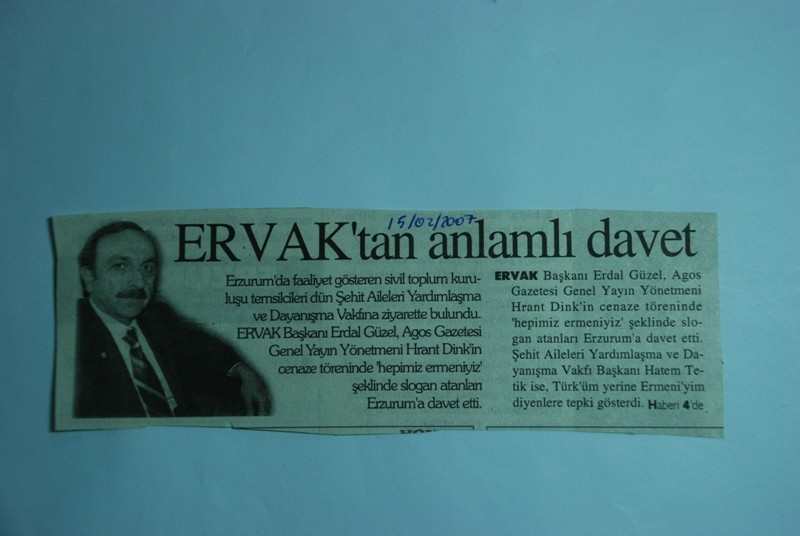 15/02/2007
ERVAK'tan anlamlı davet
Erzurum'da faaliyet gösteren sivil toplum kuru-
luşu temsilcileri dün Şehit Aileleri Yardımlaşma
ve Dayanışma Vakfına ziyarette bulundu.
ERVAK Başkanı Erdal Güzel, Agos Gazetesi
Genel Yayın Yönetmeni Hrant Dink'in
cenaze töreninde 'hepimiz ermeniyiz'
şeklinde slogan atanları
Erzurum'a davet etti.
ERVAK Başkanı Erdal Güzel, Agos
Gazetesi Genel Yayın Yönetmeni
Hrant Dink'in cenaze töreninde
'hepimiz ermeniyiz' şeklinde slo-
gan atanları Erzurum'a davet etti.
Şehit Aileleri Yardımlaşma ve Da-
yanışma Vakfı Başkanı Hatem Te-
tik ise, Türk'üm yerine Ermeni'yim
diyenlere tepki gösterdi. Haberi 4'de